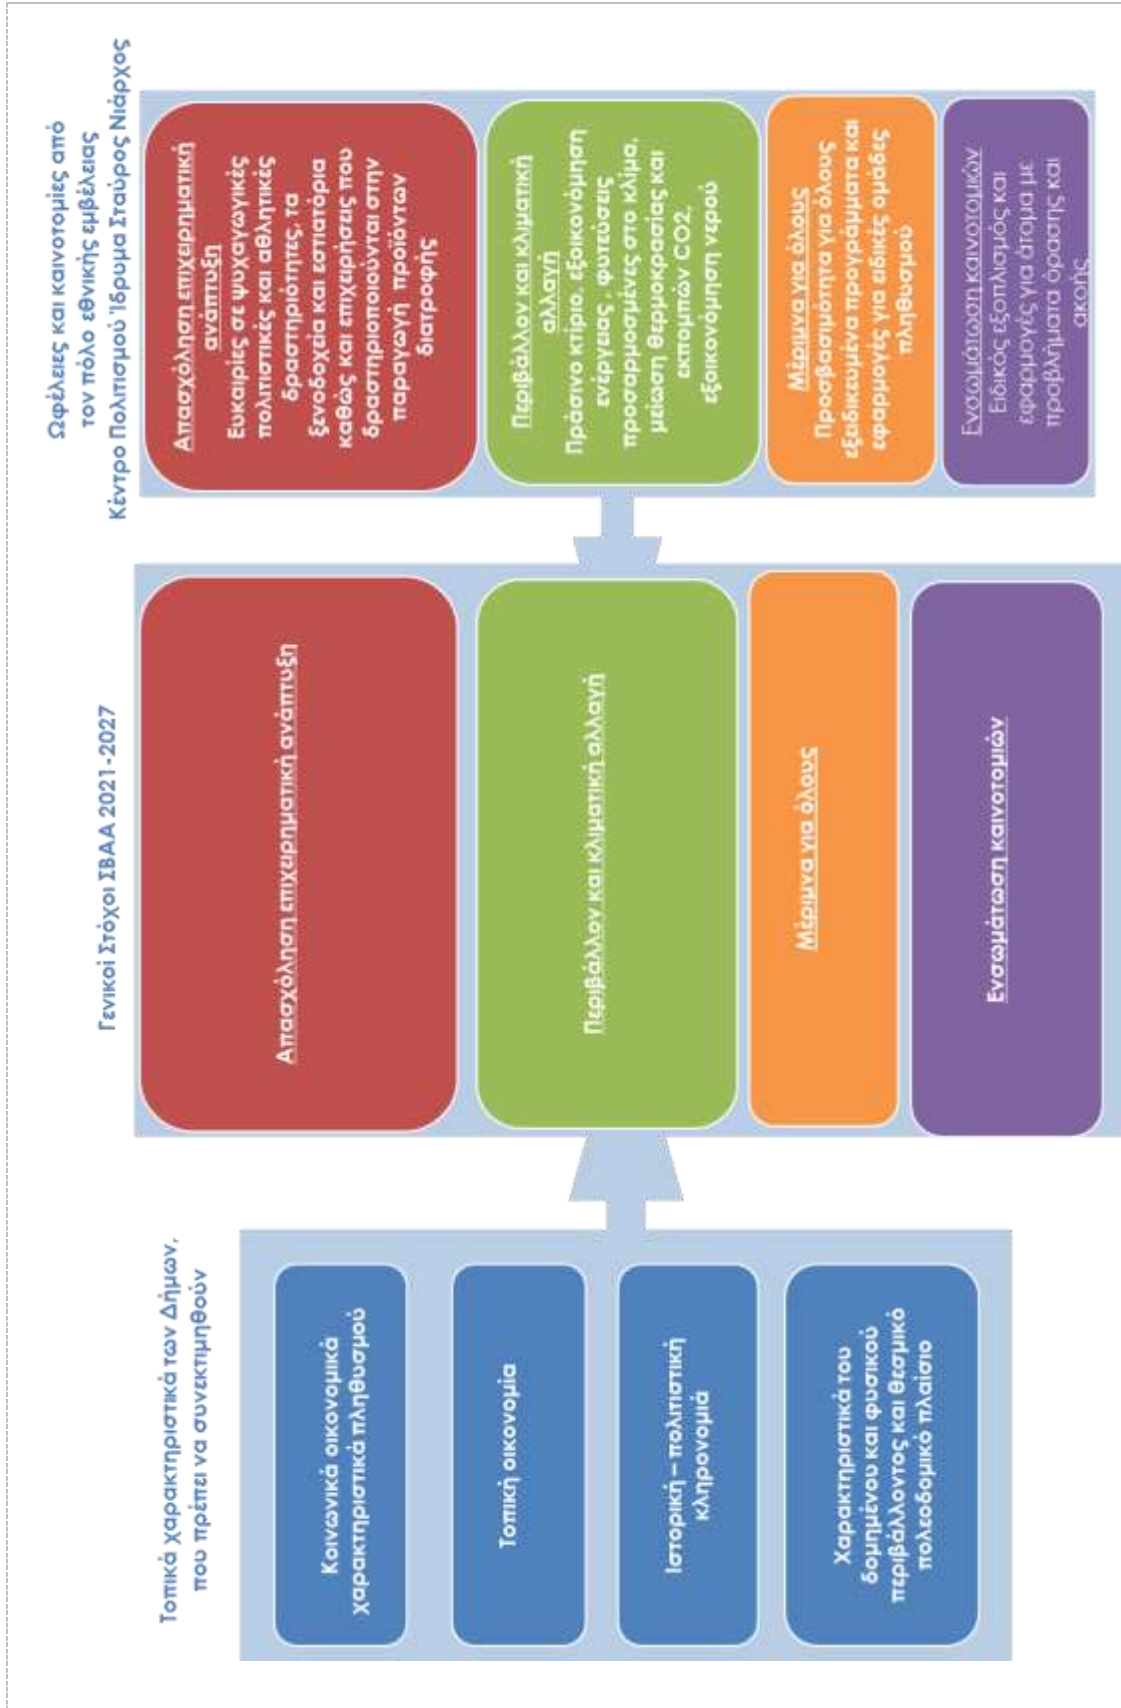 Τοπικά χαρακτηριστικά των Δήμων,
που πρέπει να συνεκτιμηθούν
Κοινωνικά οικονομικά
χαρακτηριστικά πληθυσμού
Τοπική οικονομία
Ιστορική – πολιτιστική
κληρονομιά
Χαρακτηριστικά του
δομημένου και φυσικού
περιβάλλοντος και θεσμικό
πολεοδομικό πλαίσιο
Γενικοί Στόχοι ΣΒΑΑ 2021-2027
Απασχόληση επιχειρηματική ανάπτυξη
Περιβάλλον και κλιματική αλλαγή
Μέριμνα για όλους
Ενσωμάτωση καινοτομιών
Ωφέλειες και καινοτομίες από
τον πόλο εθνικής εμβέλειας
Κέντρο Πολιτισμού Ίδρυμα Σταύρος Νιάρχος
Απασχόληση επιχειρηματική
ανάπτυξη
Ευκαιρίες σε ψυχαγωγικές
πολιτιστικές και αθλητικές
δραστηριότητες, τα
ξενοδοχεία και εστιατόρια
καθώς και επιχειρήσεις που
δραστηριοποιούνται στην
παραγωγή προϊόντων
διατροφής
Περιβάλλον και κλιματική
αλλαγή
Πράσινο κτίριο, εξοικονόμηση
ενέργειας, φυτεύσεις
προσαρμοσμένες στο κλίμα,
μείωση θερμοκρασίας και
εκπομπών CO2,
εξοικονόμηση νερού
Μέριμνα για όλους
Προσβασιμότητα για όλους
εξειδικευμένα προγράμματα και
εφαρμογές για ειδικές ομάδες
πληθυσμού
Ενσωμάτωση καινοτομιών
Ειδικός εξοπλισμός και
εφαρμογές για άτομα με
προβλήματα όρασης και
ακοής